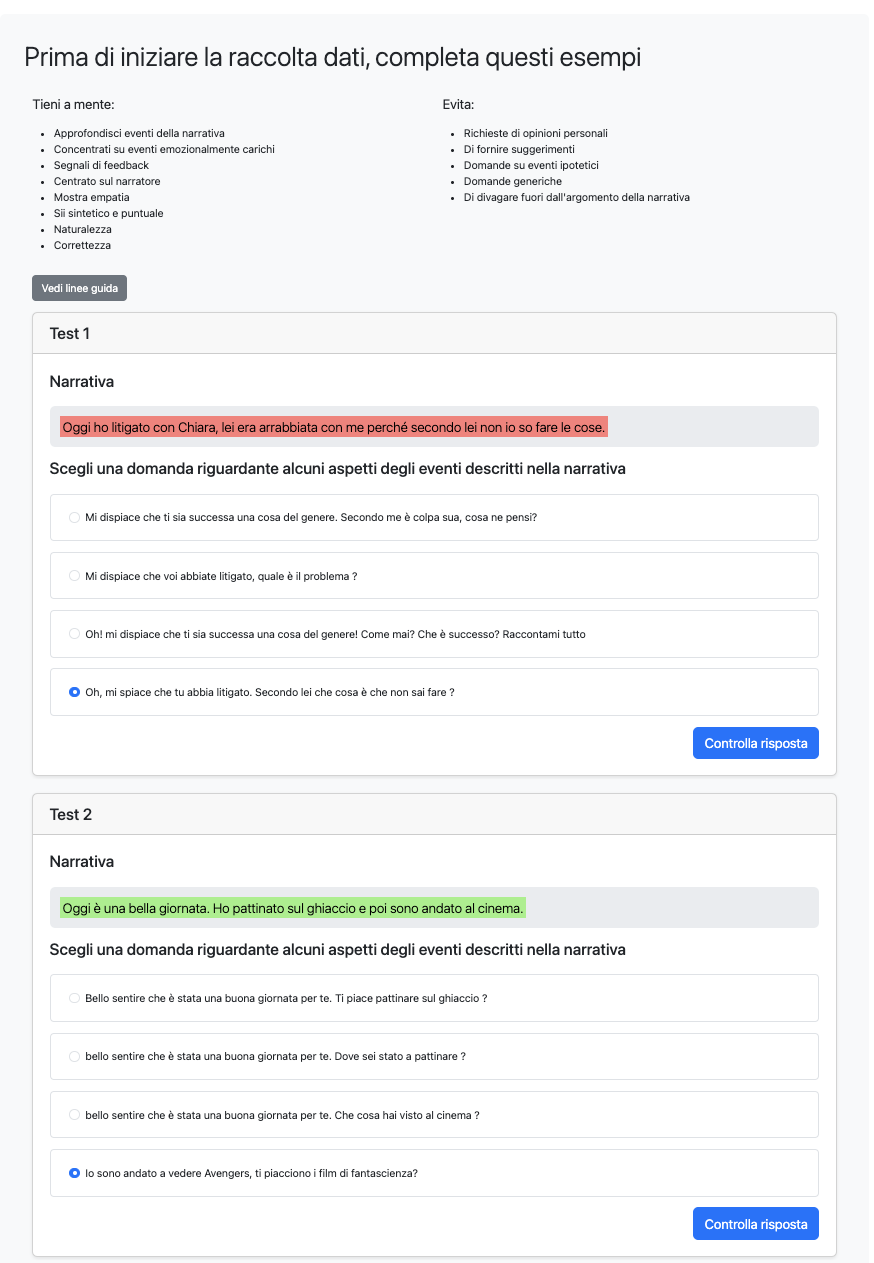 Prima di iniziare la raccolta dati, completa questi esempi
Tieni a mente:
Approfondisci eventi della narrativa
Concentrati su eventi emozionalmente carichi
Segnali di feedback
Centrato sul narratore
Mostra empatia
Sii sintetico e puntuale
Naturalezza
Correttezza
Evita:
Richieste di opinioni personali
Di fornire suggerimenti
Domande su eventi ipotetici
Domande generiche
Di divagare fuori dall'argomento della narrativa
Vedi linee guida
Test 1
Narrativa
Oggi ho litigato con Chiara, lei era arrabbiata con me perché secondo lei non io so fare le cose.
Scegli una domanda riguardante alcuni aspetti degli eventi descritti nella narrativa
Mi dispiace che ti sia successa una cosa del genere. Secondo me è colpa sua, cosa ne pensi?
Mi dispiace che voi abbiate litigato, quale è il problema ?
Oh! mi dispiace che ti sia successa una cosa del genere! Come mai? Che è successo? Raccontami tutto
Oh, mi spiace che tu abbia litigato. Secondo lei che cosa è che non sai fare ?
Controlla risposta
Test 2
Narrativa
Oggi è una bella giornata. Ho pattinato sul ghiaccio e poi sono andato al cinema.
Scegli una domanda riguardante alcuni aspetti degli eventi descritti nella narrativa
Bello sentire che è stata una buona giornata per te. Ti piace pattinare sul ghiaccio ?
bello sentire che è stata una buona giornata per te. Dove sei stato a pattinare ?
bello sentire che è stata una buona giornata per te. Che cosa hai visto al cinema ?
Io sono andato a vedere Avengers, ti piacciono i film di fantascienza?
Controlla risposta